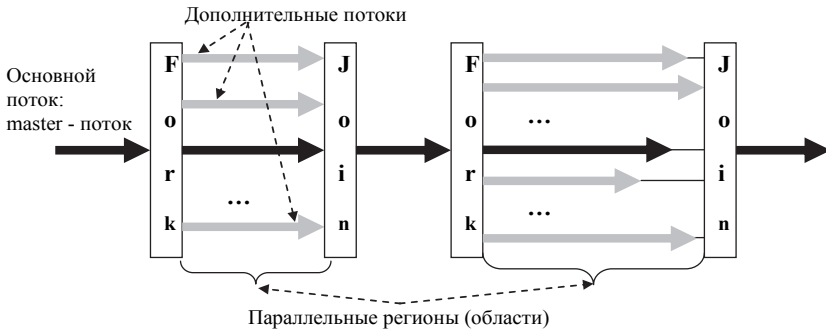 Дополнительные потоки
Основной
поток:
master - поток
F
o
r
k
J
o
i
n
F
o
r
k
J
o
i
n
...
...
...
Параллельные регионы (области)